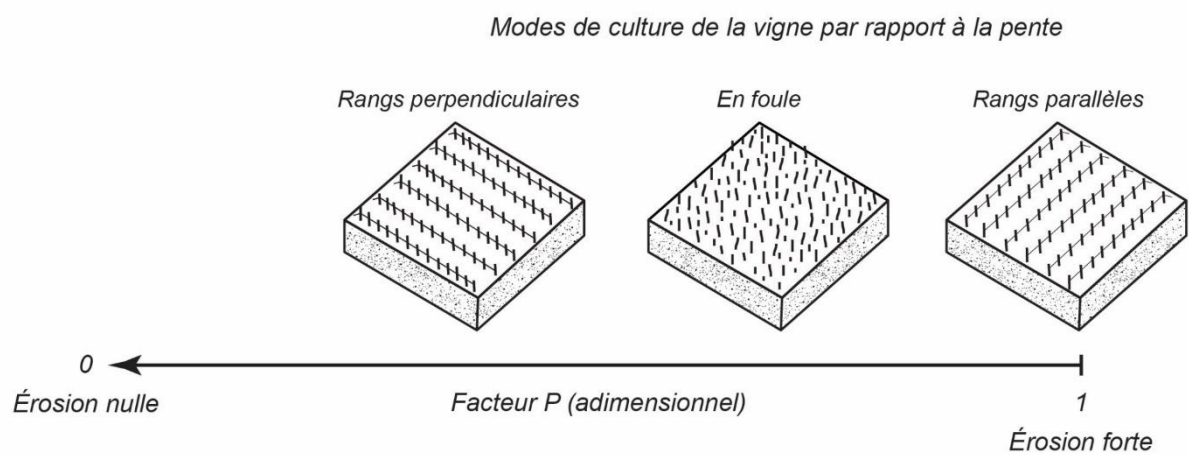 Modes de culture de la vigne par rapport à la pente
Rangs perpendiculaires
En foule
Rangs parallèles
0
Érosion nulle
Facteur P (adimensionnel)
1
Érosion forte